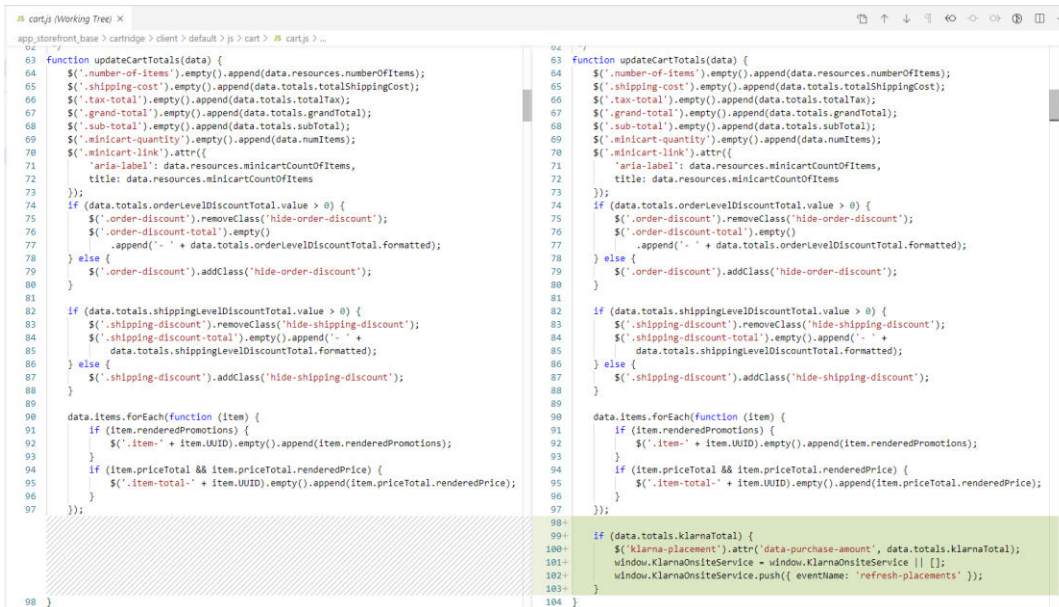 JS cart.js (Working Tree) ×
app_storefront_base > cartridge > client > default > js > cart > JS cart.js > ...
62 */
63 function updateCartTotals(data) {
64 $('.number-of-items').empty().append(data.resources.numberOfItems);
65 $('.shipping-cost').empty().append(data.totals.totalShippingCost);
66 $('.tax-total').empty().append(data.totals.totalTax);
67 $('.grand-total').empty().append(data.totals.grandTotal);
68 $('.sub-total').empty().append(data.totals.subTotal);
69 $('.minicart-quantity').empty().append(data.numItems);
70 $('.minicart-link').attr({
71 'aria-label': data.resources.minicartCountOfItems,
72 title: data.resources.minicartCountOfItems
73 });
74 if (data.totals.orderLevelDiscountTotal.value > 0) {
75 $('.order-discount').removeClass('hide-order-discount');
76 $('.order-discount-total').empty()
77 .append('- ' + data.totals.orderLevelDiscountTotal.formatted);
78 } else {
79 $('.order-discount').addClass('hide-order-discount');
80 }
81
82 if (data.totals.shippingLevelDiscountTotal.value > 0) {
83 $('.shipping-discount').removeClass('hide-shipping-discount');
84 $('.shipping-discount-total').empty().append('- ' +
85 data.totals.shippingLevelDiscountTotal.formatted);
86 } else {
87 $('.shipping-discount').addClass('hide-shipping-discount');
88 }
89
90 data.items.forEach(function (item) {
91 if (item.renderedPromotions) {
92 $('.item-' + item.UUID).empty().append(item.renderedPromotions);
93 }
94 if (item.priceTotal && item.priceTotal.renderedPrice) {
95 $('.item-total-' + item.UUID).empty().append(item.priceTotal.renderedPrice);
96 }
97 });
98 }
62 */
63 function updateCartTotals(data) {
64 $('.number-of-items').empty().append(data.resources.numberOfItems);
65 $('.shipping-cost').empty().append(data.totals.totalShippingCost);
66 $('.tax-total').empty().append(data.totals.totalTax);
67 $('.grand-total').empty().append(data.totals.grandTotal);
68 $('.sub-total').empty().append(data.totals.subTotal);
69 $('.minicart-quantity').empty().append(data.numItems);
70 $('.minicart-link').attr({
71 'aria-label': data.resources.minicartCountOfItems,
72 title: data.resources.minicartCountOfItems
73 });
74 if (data.totals.orderLevelDiscountTotal.value > 0) {
75 $('.order-discount').removeClass('hide-order-discount');
76 $('.order-discount-total').empty()
77 .append('- ' + data.totals.orderLevelDiscountTotal.formatted);
78 } else {
79 $('.order-discount').addClass('hide-order-discount');
80 }
81
82 if (data.totals.shippingLevelDiscountTotal.value > 0) {
83 $('.shipping-discount').removeClass('hide-shipping-discount');
84 $('.shipping-discount-total').empty().append('- ' +
85 data.totals.shippingLevelDiscountTotal.formatted);
86 } else {
87 $('.shipping-discount').addClass('hide-shipping-discount');
88 }
89
90 data.items.forEach(function (item) {
91 if (item.renderedPromotions) {
92 $('.item-' + item.UUID).empty().append(item.renderedPromotions);
93 }
94 if (item.priceTotal && item.priceTotal.renderedPrice) {
95 $('.item-total-' + item.UUID).empty().append(item.priceTotal.renderedPrice);
96 }
97 });
98+
99+ if (data.totals.klarnaTotal) {
100+ $('klarna-placement').attr('data-purchase-amount', data.totals.klarnaTotal);
101+ window.KlarnaOnsiteService = window.KlarnaOnsiteService || [];
102+ window.KlarnaOnsiteService.push({ eventName: 'refresh-placements' });
103+ }
104 }